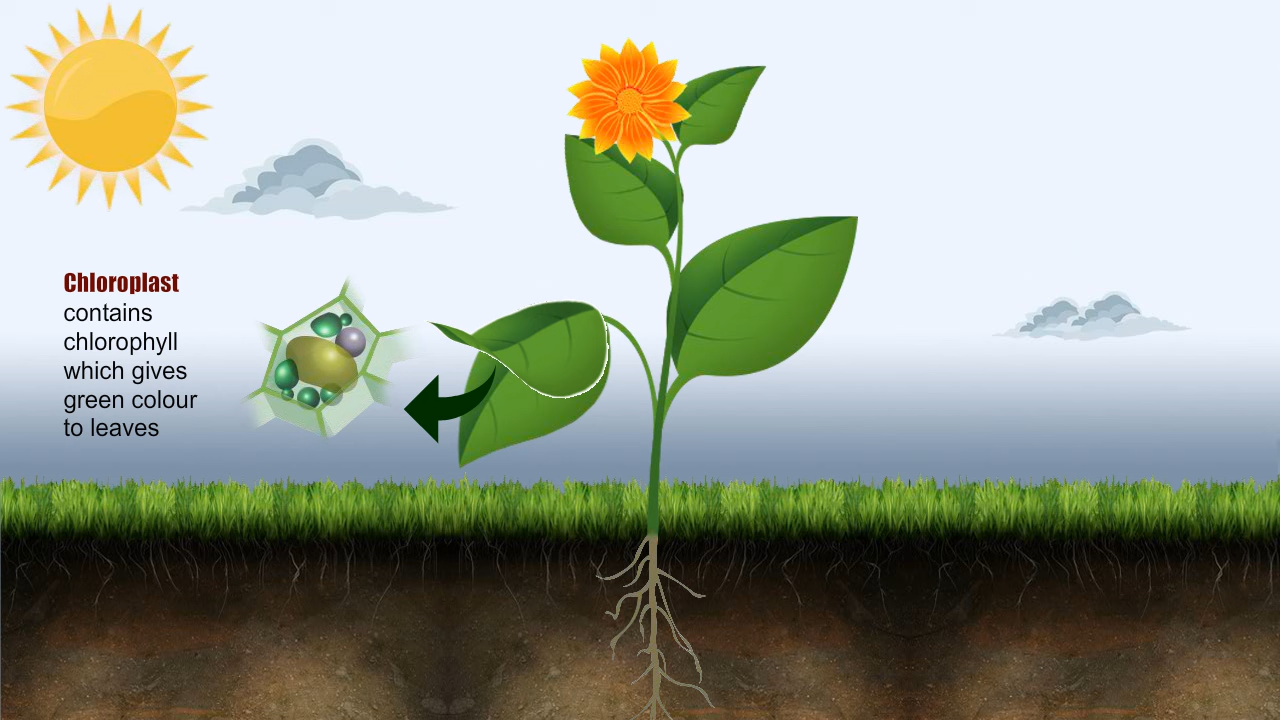 Chloroplast
contains
chlorophyll
which gives
green colour
to leaves